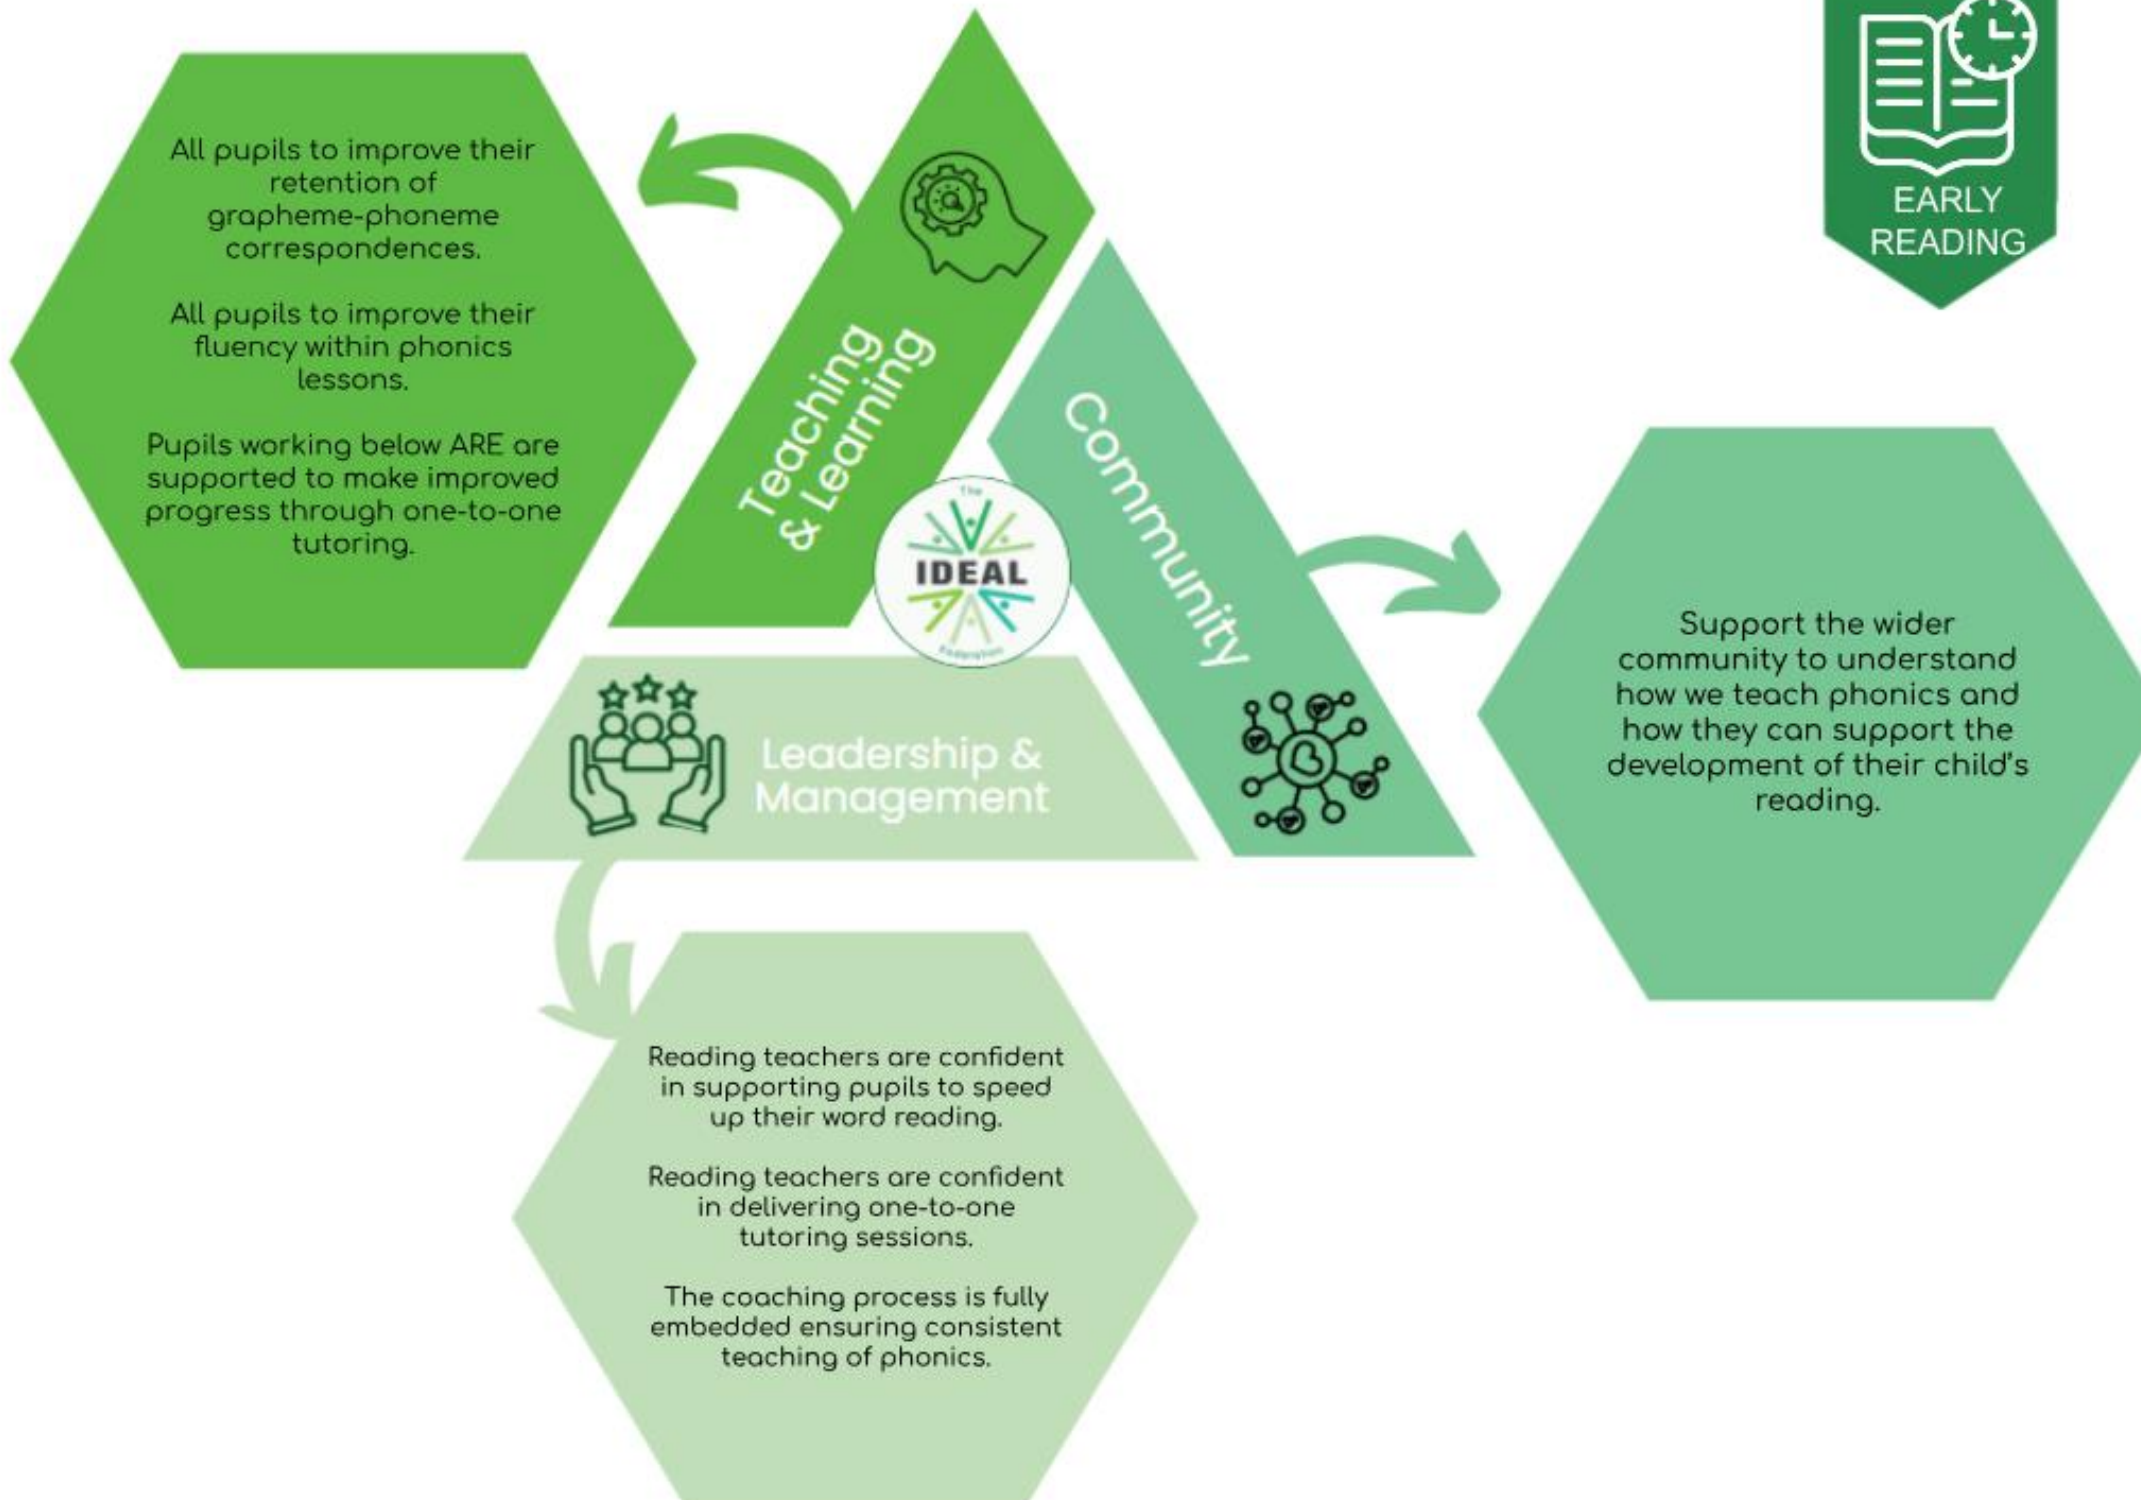 EARLY
READING
Teaching
& Learning
All pupils to improve their
retention of
grapheme-phoneme
correspondences.
All pupils to improve their
fluency within phonics
lessons.
Pupils working below ARE are
supported to make improved
progress through one-to-one
tutoring.
Community
Support the wider
community to understand
how we teach phonics and
how they can support the
development of their child's
reading.
The
IDEAL
Federation
Leadership &
Management
Reading teachers are confident
in supporting pupils to speed
up their word reading.
Reading teachers are confident
in delivering one-to-one
tutoring sessions.
The coaching process is fully
embedded ensuring consistent
teaching of phonics.